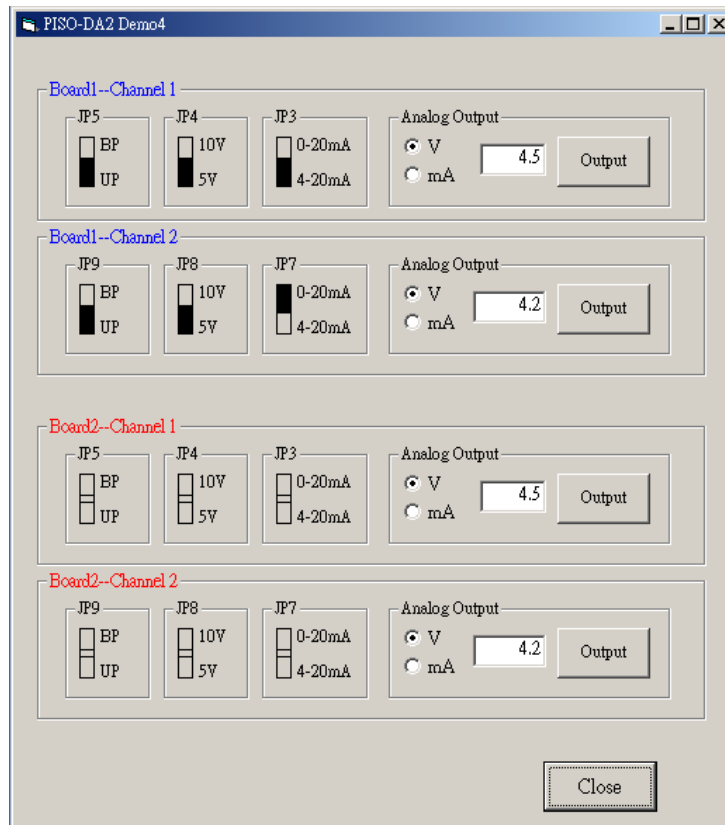 PISO-DA2 Demo4
Board1--Channel 1
JP5 JP4 JP3 Analog Output
BP 10V 0-20mA V 4.5 Output
UP 5V 4-20mA mA
Board1--Channel 2
JP9 JP8 JP7 Analog Output
BP 10V 0-20mA V 4.2 Output
UP 5V 4-20mA mA
Board2--Channel 1
JP5 JP4 JP3 Analog Output
BP 10V 0-20mA V 4.5 Output
UP 5V 4-20mA mA
Board2--Channel 2
JP9 JP8 JP7 Analog Output
BP 10V 0-20mA V 4.2 Output
UP 5V 4-20mA mA
Close